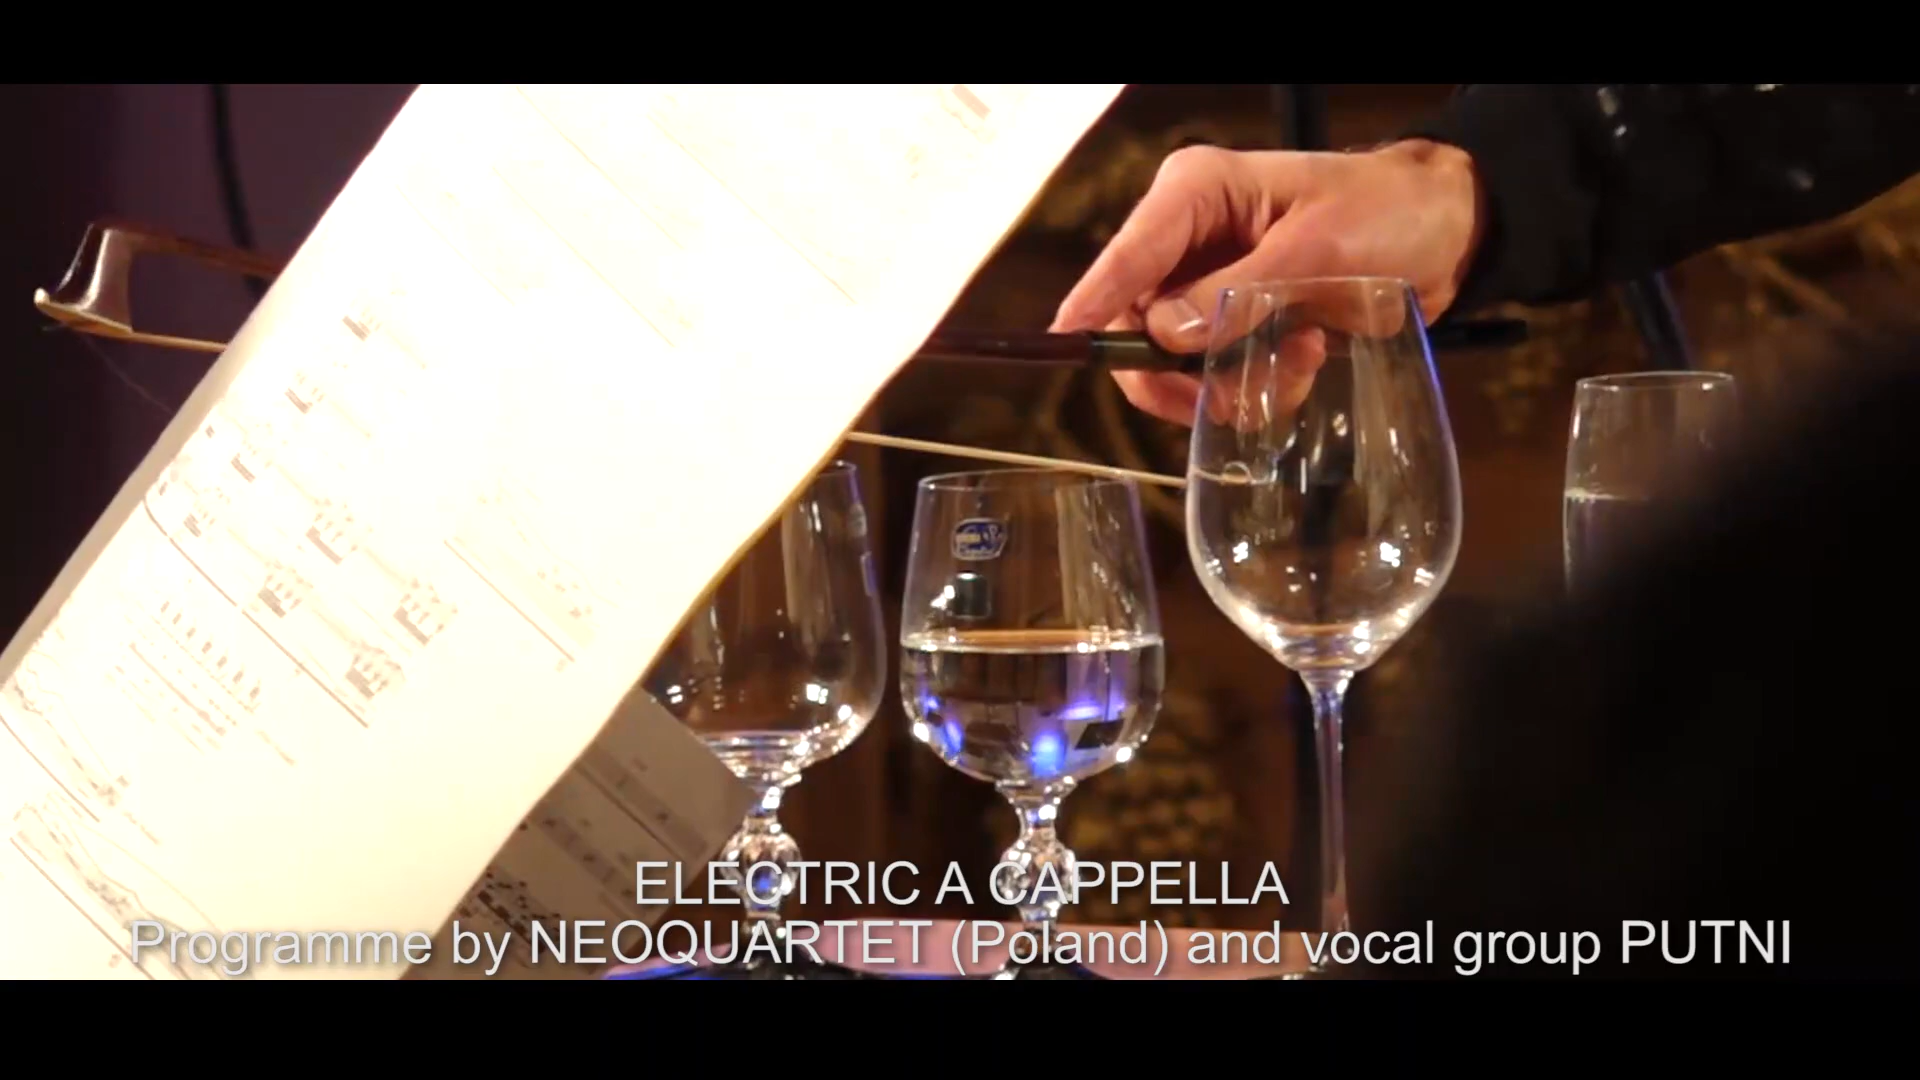 ELECTRIC A CAPPELLA
Programme by NEOQUARTET (Poland) and vocal group PUTNI